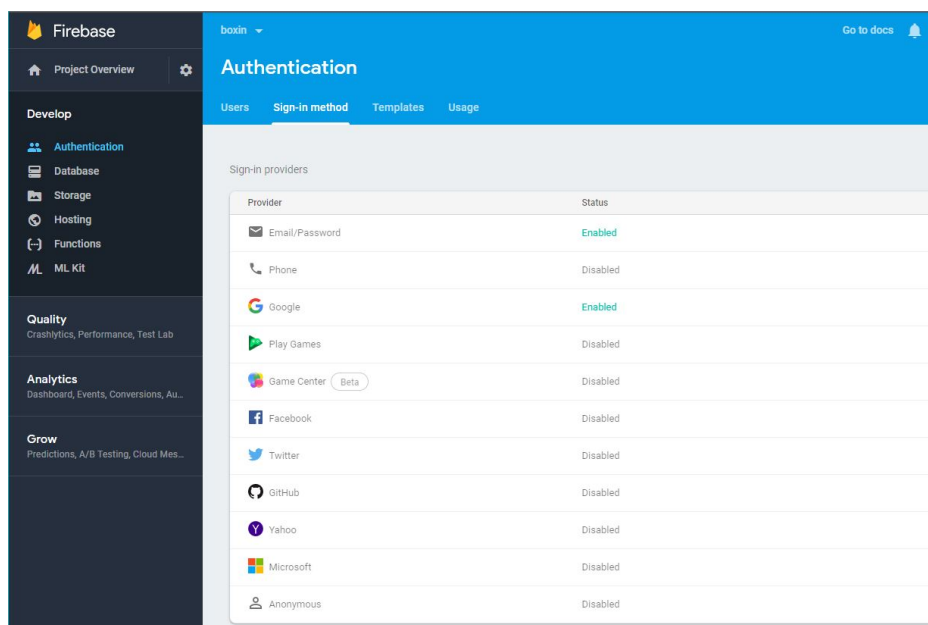 Firebase
Project Overview
Develop
Authentication
Database
Storage
Hosting
Functions
ML Kit
Quality
Crashlytics, Performance, Test Lab
Analytics
Dashboard, Events, Conversions, Au...
Grow
Predictions, A/B Testing, Cloud Mes...
boxin
Go to docs
Authentication
Users Sign-in method Templates Usage
Sign-in providers
Provider Status
Email/Password Enabled
Phone Disabled
Google Enabled
Play Games Disabled
Game Center Beta Disabled
Facebook Disabled
Twitter Disabled
GitHub Disabled
Yahoo Disabled
Microsoft Disabled
Anonymous Disabled